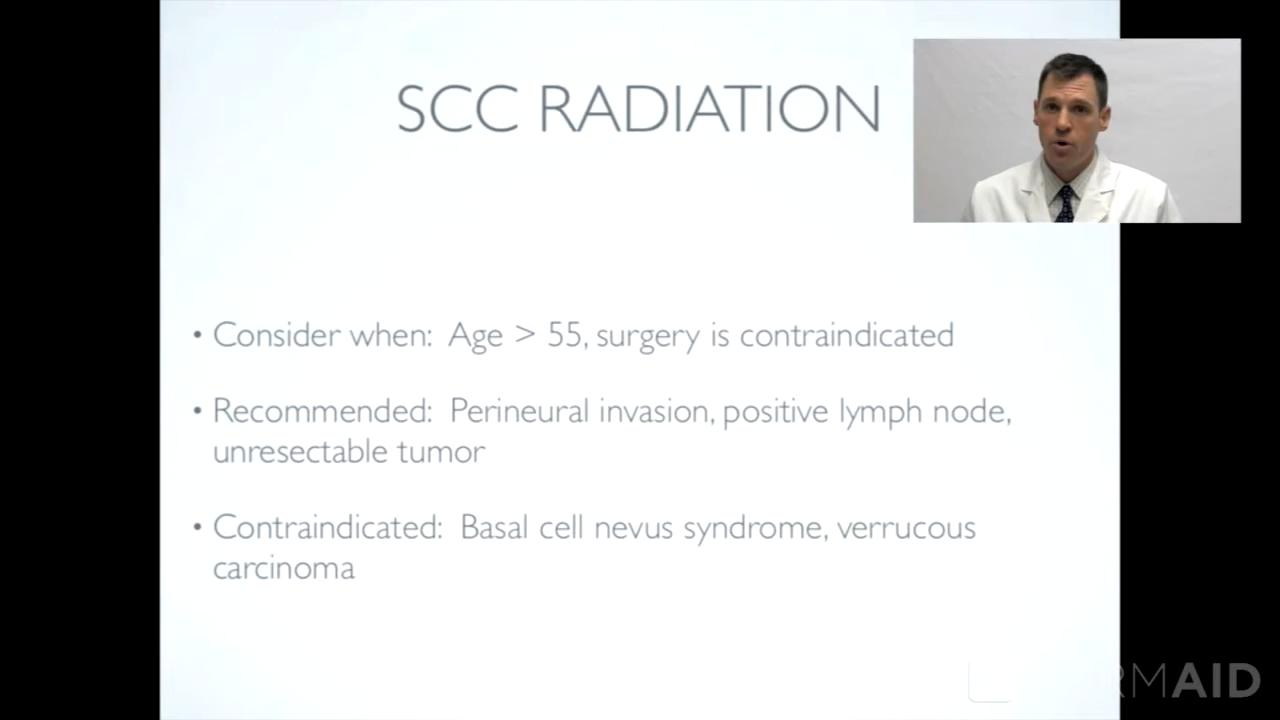 SCC RADIATION
• Consider when: Age > 55, surgery is contraindicated
• Recommended: Perineural invasion, positive lymph node,
unresectable tumor
• Contraindicated: Basal cell nevus syndrome, verrucous
carcinoma
RMAID